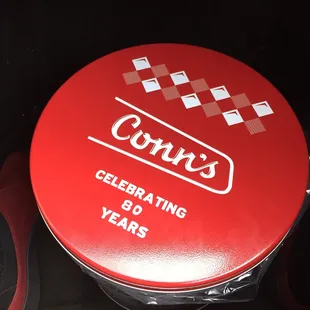 Conn's
CELEBRATING
80
YEARS